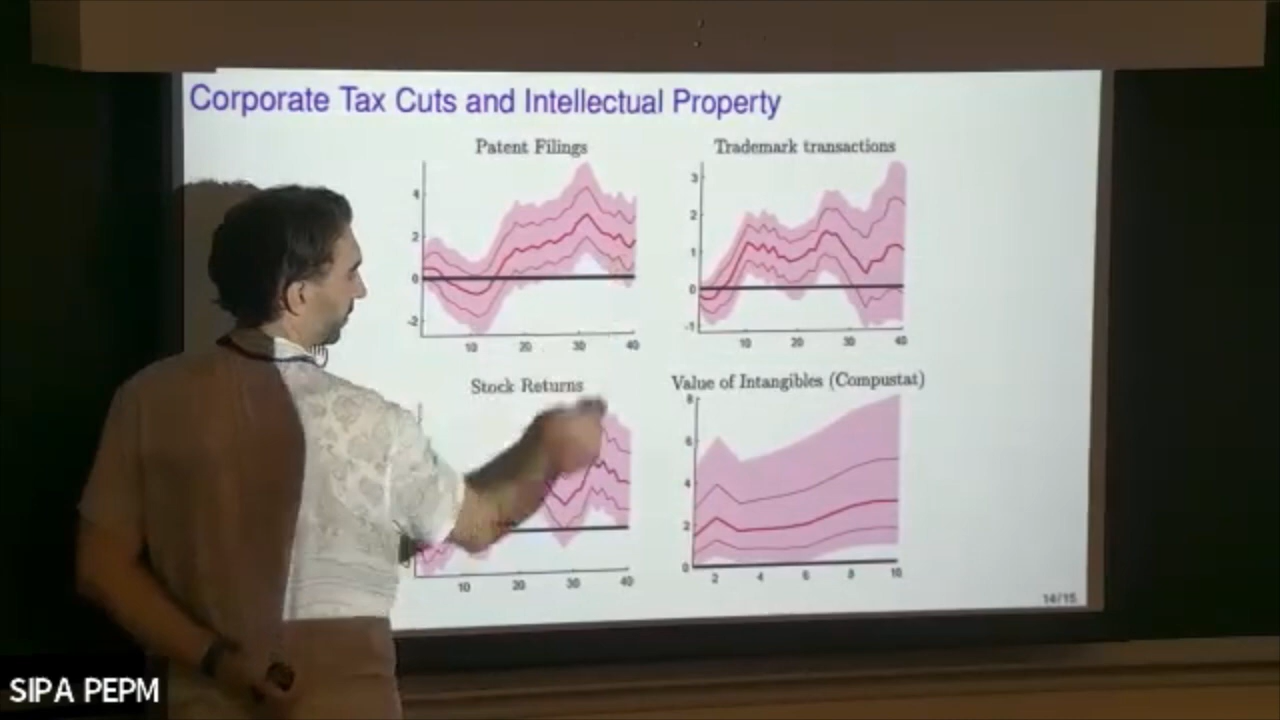 Corporate Tax Cuts and Intellectual Property
Patent Filings
4
2
0
-2
10 20 30 40
Trademark transactions
3
2
1
0
-1
10 20 30 40
Stock Returns
10 20 30 40
Value of Intangibles (Compustat)
8
6
4
2
0
2 4 6 8 10
14/15
SIPA PEPM